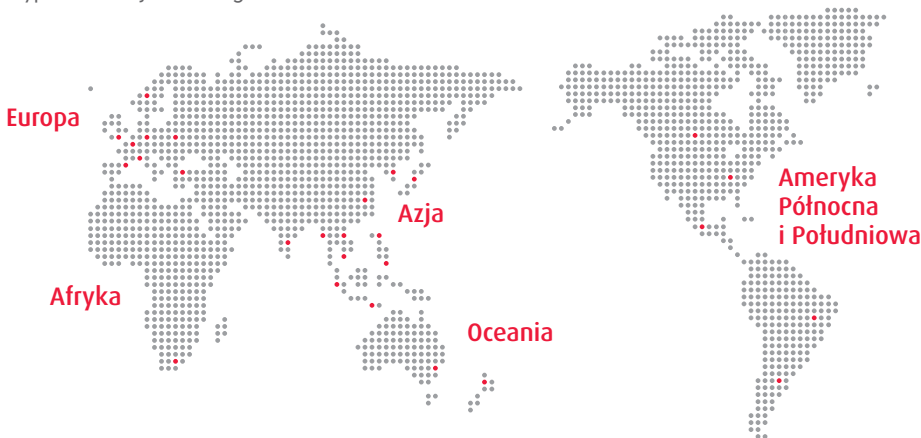 Europa
Azja
Ameryka
Północna
i Południowa
Afryka
Oceania